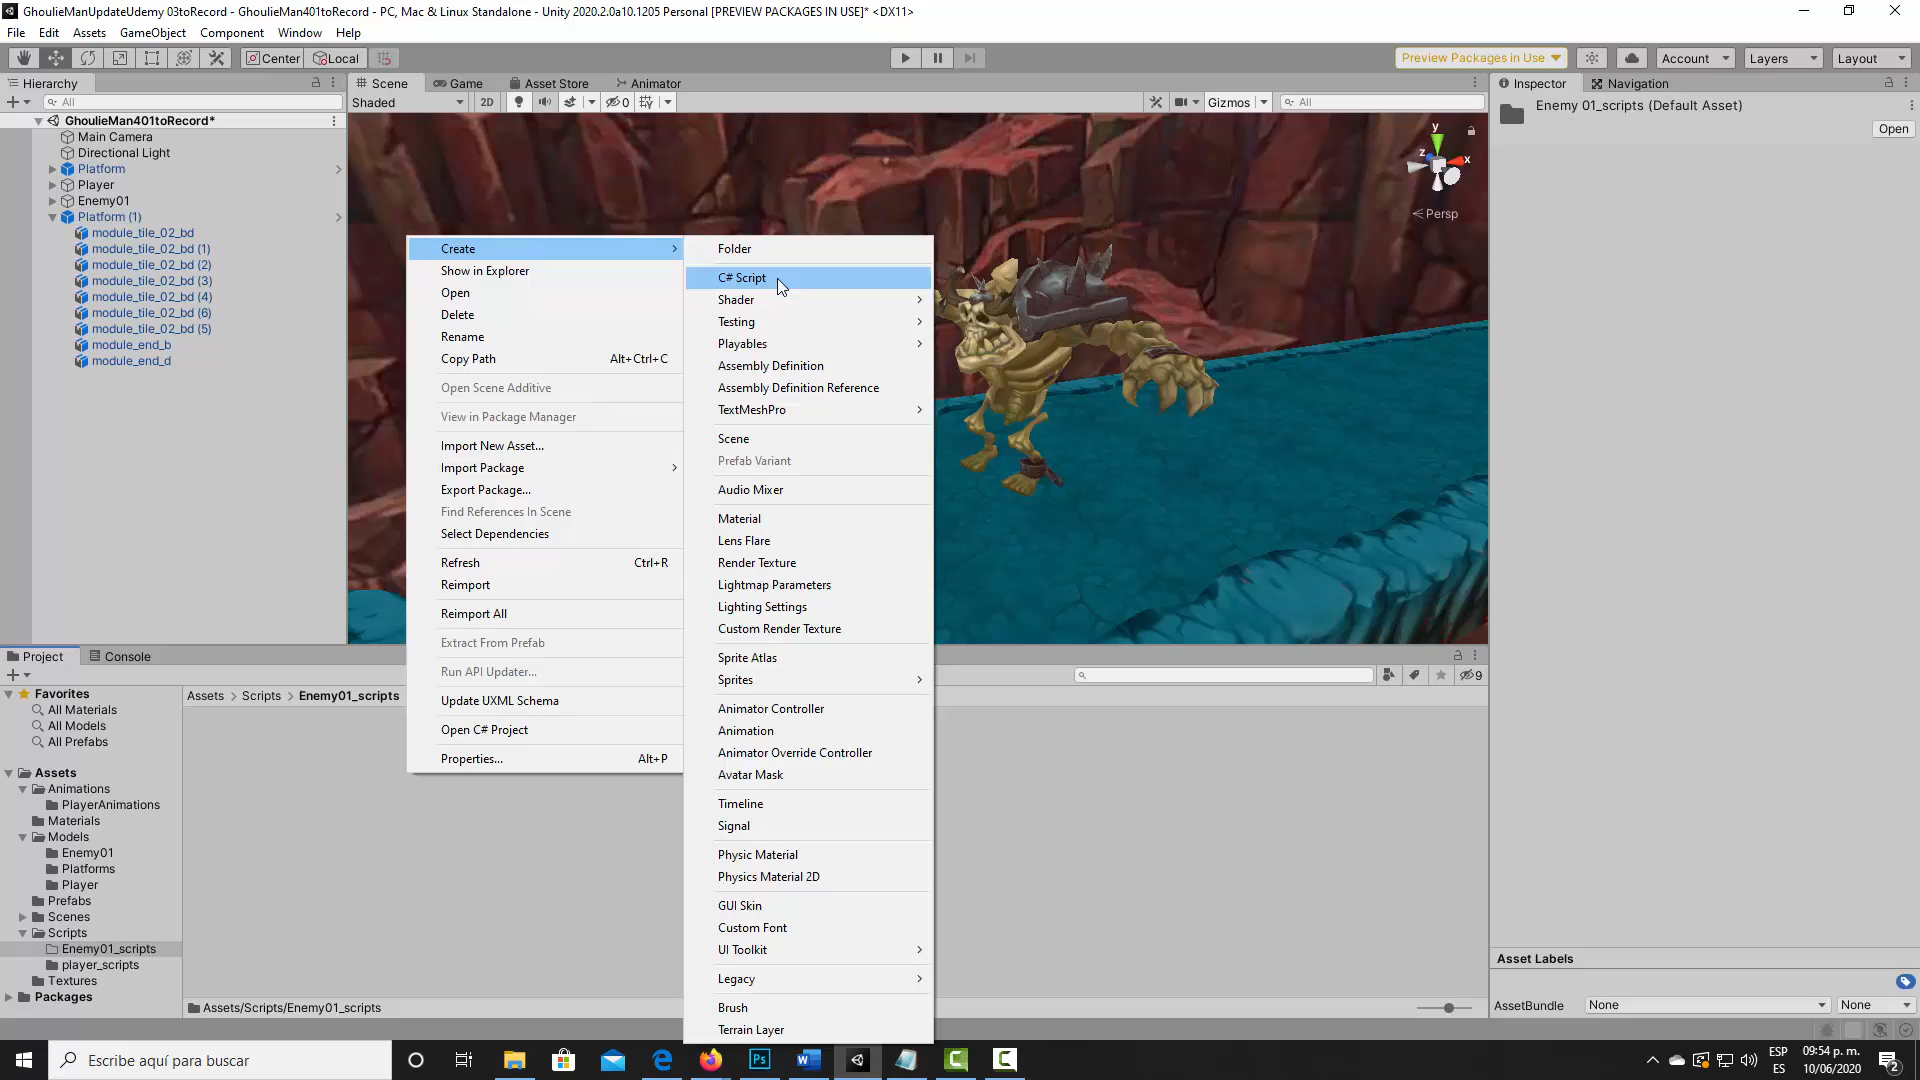 GhoulieManUpdateUdemy 03toRecord - GhoulieMan401toRecord - PC, Mac & Linux Standalone - Unity 2020.2.0a10.1205 Personal [PREVIEW PACKAGES IN USE]* <DX11>
File Edit Assets GameObject Component Window Help
Center Local Preview Packages in Use Account Layers Layout
Hierarchy Scene Game Asset Store Animator Inspector Navigation
All Shaded 2D 0 Gizmos All
Enemy 01_scripts (Default Asset)
Open
GhoulieMan401toRecord*
Main Camera
Directional Light
Platform
Player
Enemy01
Platform (1)
module_tile_02_bd
module_tile_02_bd (1)
module_tile_02_bd (2)
module_tile_02_bd (3)
module_tile_02_bd (4)
module_tile_02_bd (6)
module_tile_02_bd (5)
module_end_b
module_end_d
y
z x
Persp
Create
Show in Explorer
Open
Delete
Rename
Copy Path Alt+Ctrl+C
Open Scene Additive
View in Package Manager
Import New Asset...
Import Package
Export Package...
Find References In Scene
Select Dependencies
Refresh Ctrl+R
Reimport
Reimport All
Extract From Prefab
Run API Updater...
Update UXML Schema
Open C# Project
Properties... Alt+P
Folder
C# Script
Shader
Testing
Playables
Assembly Definition
Assembly Definition Reference
TextMeshPro
Scene
Prefab Variant
Audio Mixer
Material
Lens Flare
Render Texture
Lightmap Parameters
Lighting Settings
Custom Render Texture
Sprite Atlas
Sprites
Animator Controller
Animation
Animator Override Controller
Avatar Mask
Timeline
Signal
Physic Material
Physics Material 2D
GUI Skin
Custom Font
UI Toolkit
Legacy
Brush
Terrain Layer
Project Console
9
Favorites
All Materials
All Models
All Prefabs
Assets
Animations
PlayerAnimations
Materials
Models
Enemy01
Platforms
Player
Prefabs
Scenes
Scripts
Enemy01_scripts
player_scripts
Textures
Packages
Assets > Scripts > Enemy01_scripts
Assets/Scripts/Enemy01_scripts
Asset Labels
AssetBundle None None
Escribe aquí para buscar
Ps
ESP
ES
09:54 p. m.
10/06/2020
2